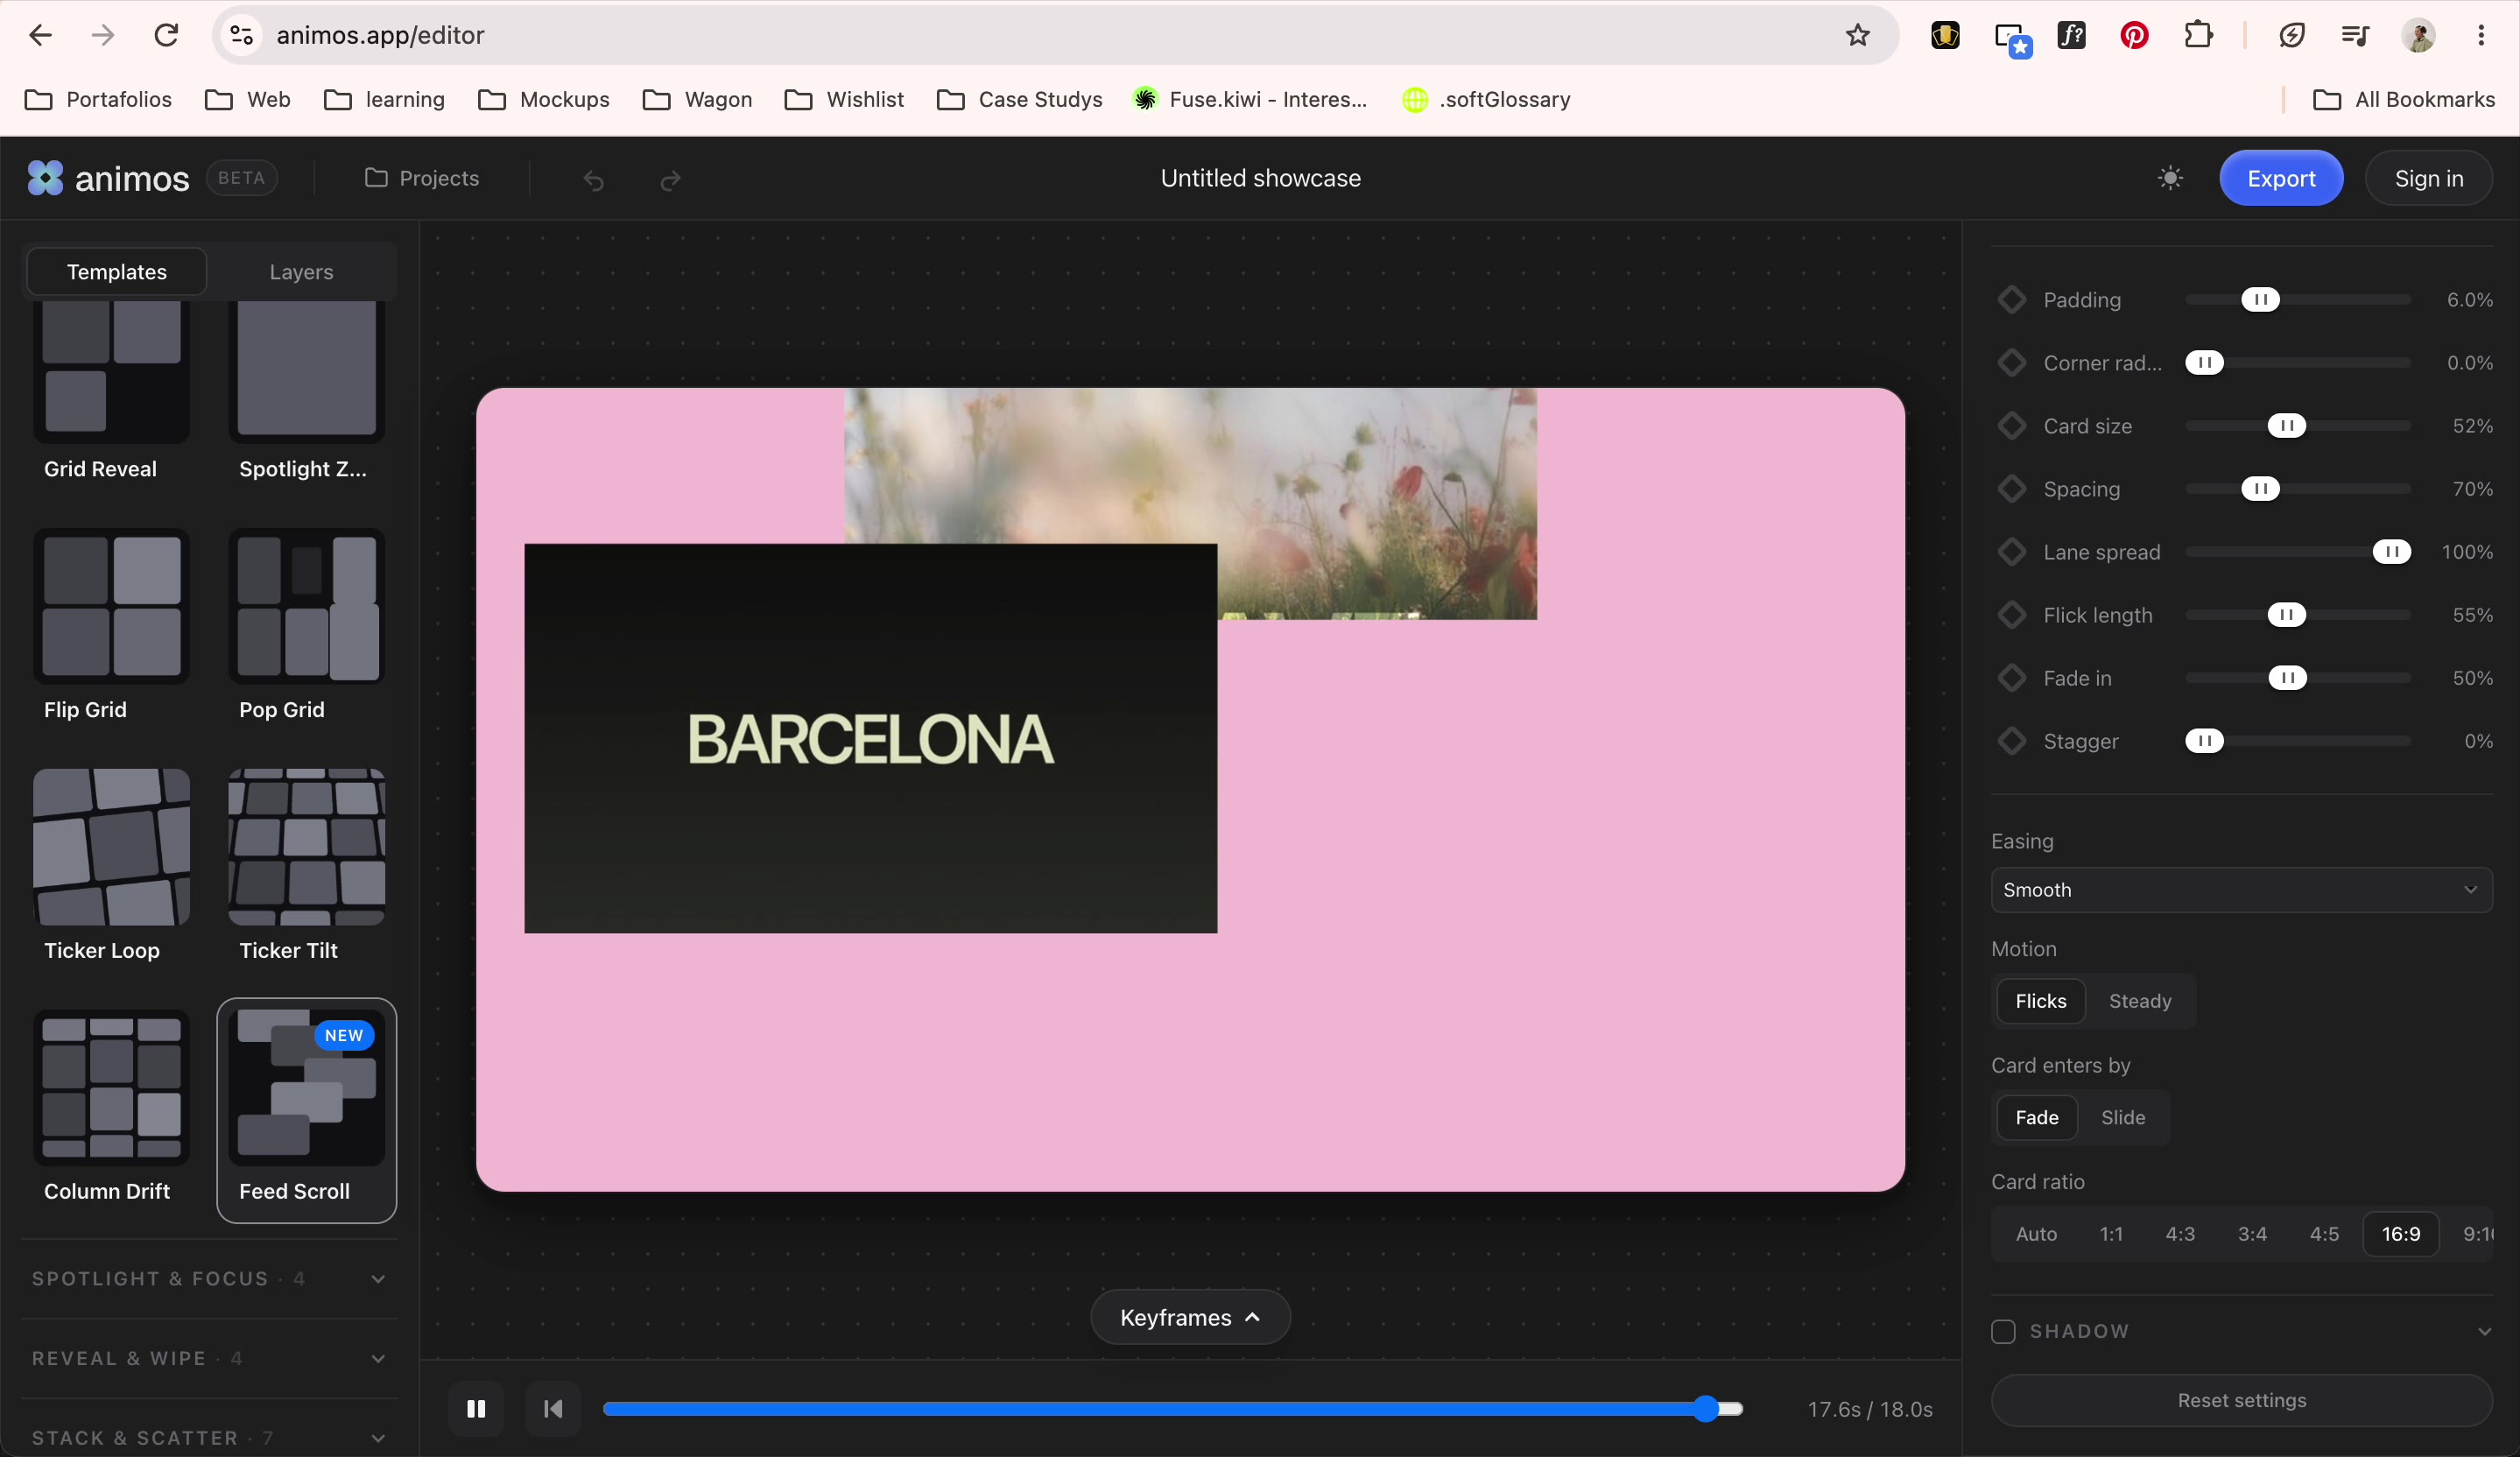 animos.app/editor
Portafolios
Web
learning
Mockups
Wagon
Wishlist
Case Studys
Fuse.kiwi - Interes...
.softGlossary
All Bookmarks
animos
BETA
Projects
Untitled showcase
Export
Sign in
Templates
Layers
Grid Reveal
Spotlight Z...
Flip Grid
Pop Grid
Ticker Loop
Ticker Tilt
Column Drift
NEW
Feed Scroll
SPOTLIGHT & FOCUS · 4
REVEAL & WIPE · 4
STACK & SCATTER · 7
BARCELONA
Keyframes
17.6s / 18.0s
Padding
6.0%
Corner rad...
0.0%
Card size
52%
Spacing
70%
Lane spread
100%
Flick length
55%
Fade in
50%
Stagger
0%
Easing
Smooth
Motion
Flicks
Steady
Card enters by
Fade
Slide
Card ratio
Auto
1:1
4:3
3:4
4:5
16:9
SHADOW
Reset settings